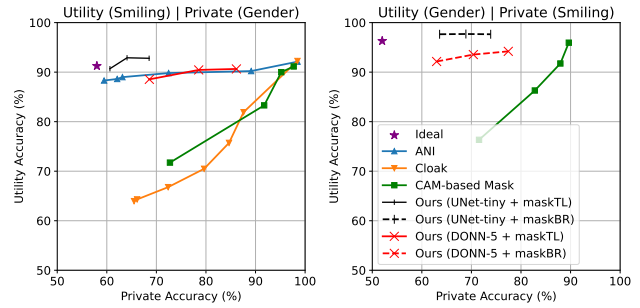 Utility (Smiling) | Private (Gender)
Utility Accuracy (%)
100
90
80
70
60
50
50 60 70 80 90 100
Private Accuracy (%)
Utility (Gender) | Private (Smiling)
Utility Accuracy (%)
100
90
80
70
60
50
Ideal
ANI
Cloak
CAM-based Mask
Ours (UNet-tiny + maskTL)
Ours (UNet-tiny + maskBR)
Ours (DONN-5 + maskTL)
Ours (DONN-5 + maskBR)
50 60 70 80 90 100
Private Accuracy (%)